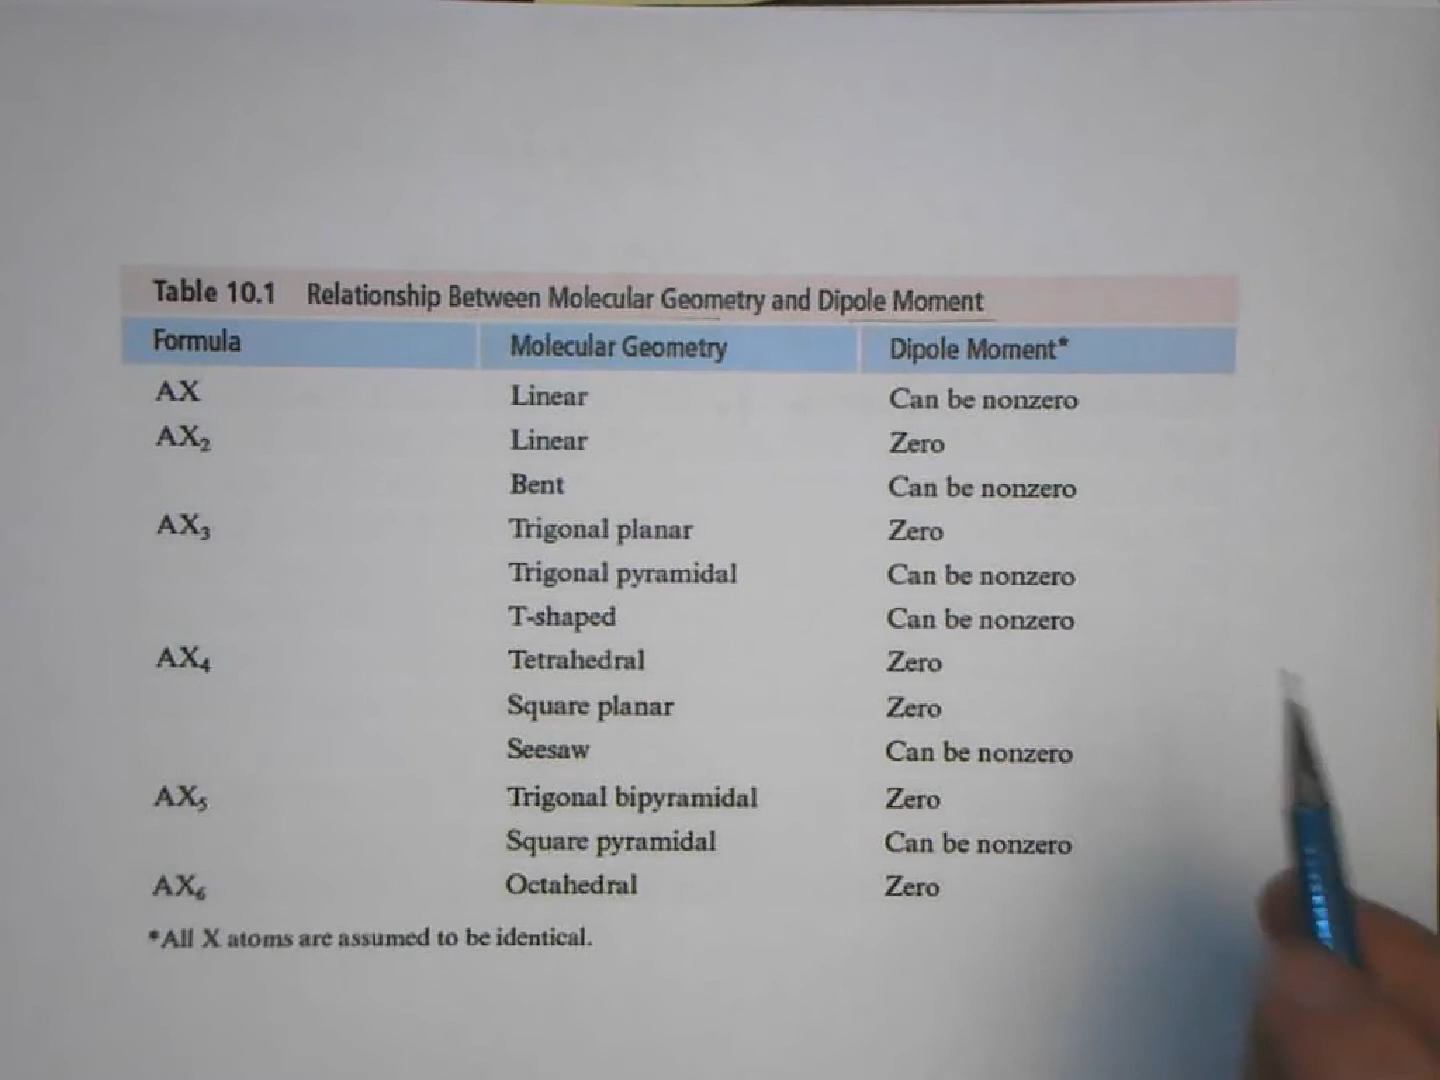 Table 10.1 Relationship Between Molecular Geometry and Dipole Moment
Formula Molecular Geometry Dipole Moment*
AX Linear Can be nonzero
AX₂ Linear Zero
Bent Can be nonzero
AX₃ Trigonal planar Zero
Trigonal pyramidal Can be nonzero
T-shaped Can be nonzero
AX₄ Tetrahedral Zero
Square planar Zero
Seesaw Can be nonzero
AX₅ Trigonal bipyramidal Zero
Square pyramidal Can be nonzero
AX₆ Octahedral Zero
*All X atoms are assumed to be identical.